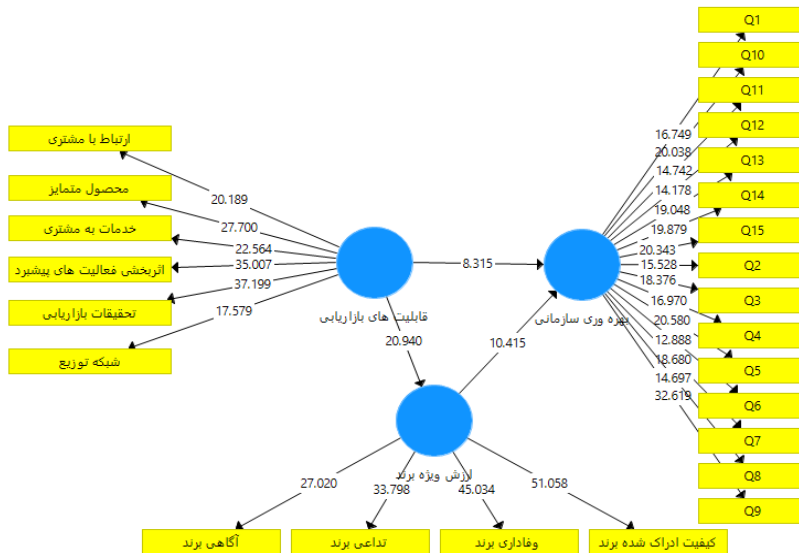 Q1
Q10
Q11
Q12
Q13
Q14
Q15
Q2
Q3
Q4
Q5
Q6
Q7
Q8
Q9
16.749
20.038
14.742
14.178
19.048
19.879
20.343
15.528
18.376
16.970
20.580
12.888
18.680
14.697
32.619
ارتباط با مشتری
محصول متمایز
خدمات به مشتری
اثربخشی فعالیت های پیشبرد
تحقیقات بازاریابی
شبکه توزیع
20.189
27.700
22.564
35.007
37.199
17.579
8.315
قابلیت های بازاریابی
بهره وری سازمانی
20.940
10.415
ارزش ویژه برند
27.020
33.798
45.034
51.058
آگاهی برند
تداعی برند
وفاداری برند
کیفیت ادراک شده برند